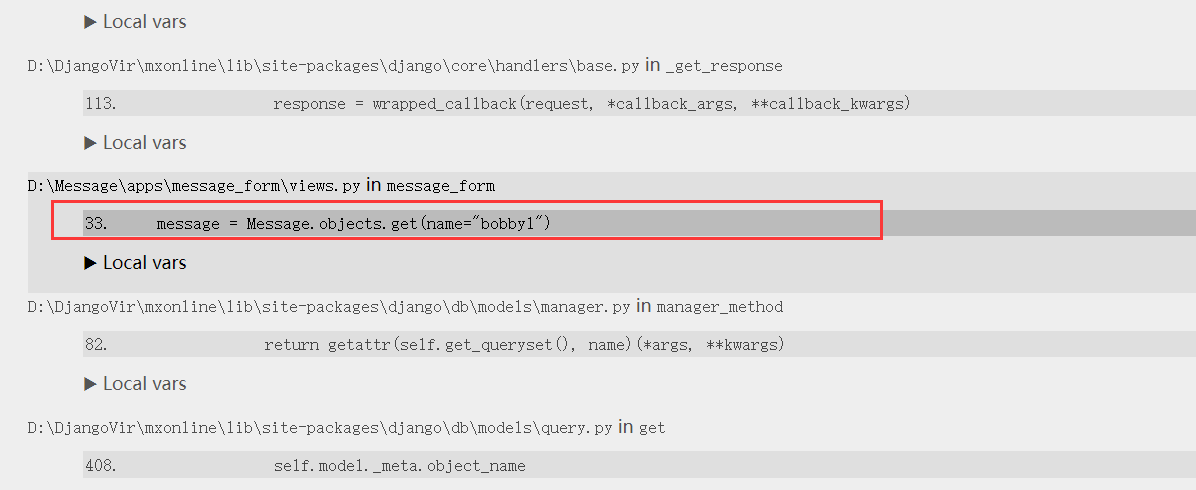 ▶ Local vars
D:\DjangoVir\mxonline\lib\site-packages\django\core\handlers\base.py in _get_response
113. response = wrapped_callback(request, *callback_args, **callback_kwargs)
▶ Local vars
D:\Message\apps\message_form\views.py in message_form
33. message = Message.objects.get(name="bobby1")
▶ Local vars
D:\DjangoVir\mxonline\lib\site-packages\django\db\models\manager.py in manager_method
82. return getattr(self.get_queryset(), name)(*args, **kwargs)
▶ Local vars
D:\DjangoVir\mxonline\lib\site-packages\django\db\models\query.py in get
408. self.model._meta.object_name